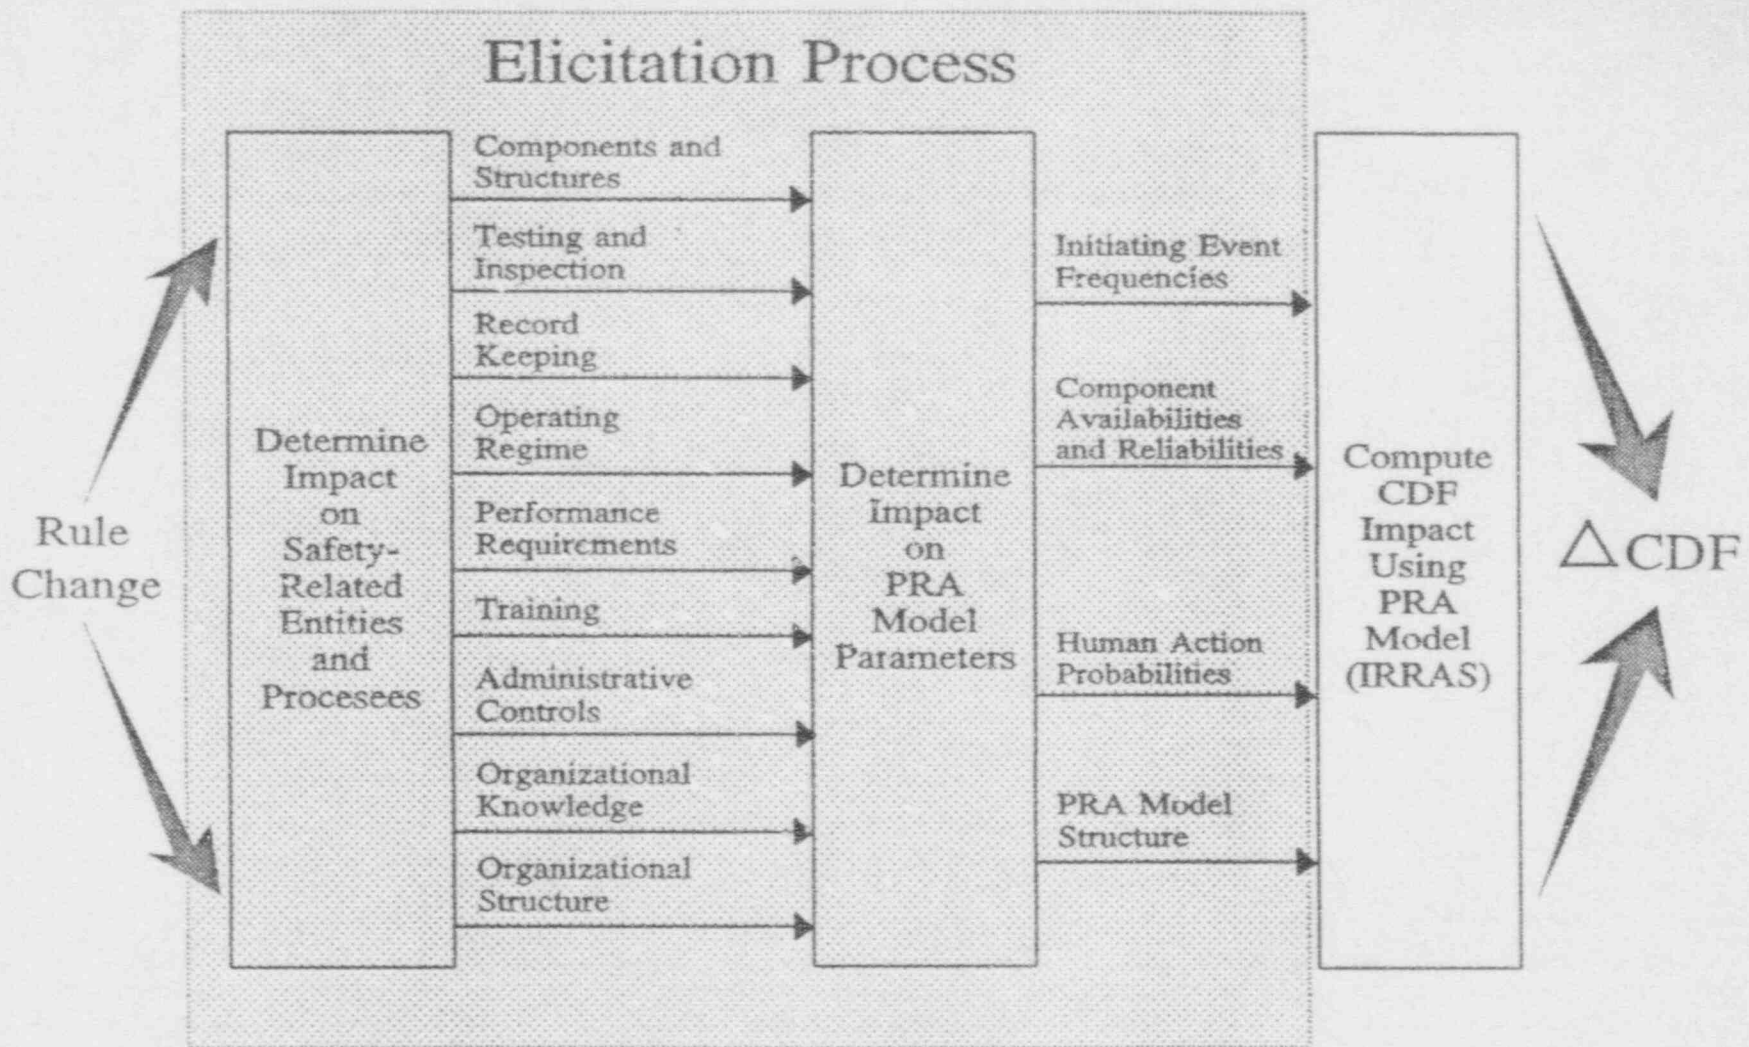 Elicitation Process
Rule
Change
Determine
Impact
on
Safety-
Related
Entities
and
Procesees
Components and
Structures
Testing and
Inspection
Record
Keeping
Operating
Regime
Performance
Requirements
Training
Administrative
Controls
Organizational
Knowledge
Organizational
Structure
Determine
Impact
on
PRA
Model
Parameters
Initiating Event
Frequencies
Component
Availabilities
and Reliabilities
Human Action
Probabilities
PRA Model
Structure
Compute
CDF
Impact
Using
PRA
Model
(IRRAS)
△CDF